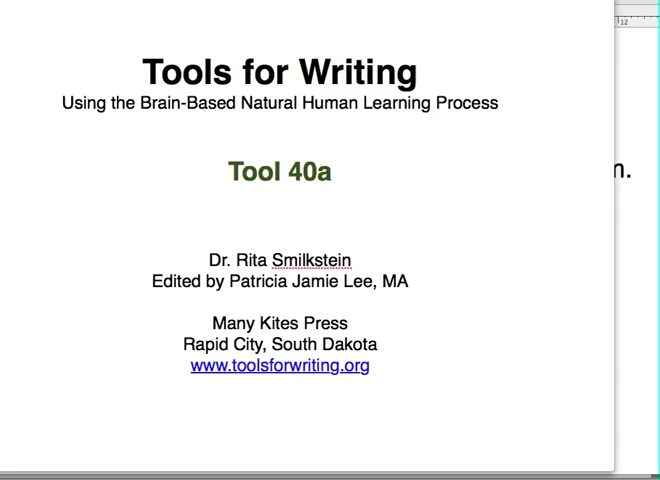 Tools for Writing
Using the Brain-Based Natural Human Learning Process
Tool 40a
Dr. Rita Smilkstein
Edited by Patricia Jamie Lee, MA
Many Kites Press
Rapid City, South Dakota
www.toolsforwriting.org
12
n.